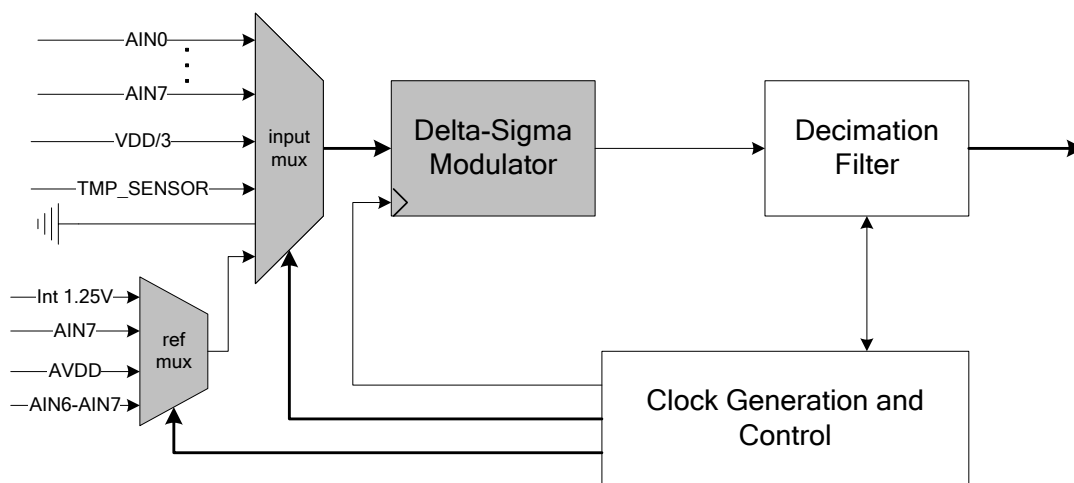 AIN0
AIN7
VDD/3
TMP_SENSOR
input
mux
Delta-Sigma
Modulator
Decimation
Filter
Int 1.25V
AIN7
AVDD
AIN6-AIN7
ref
mux
Clock Generation and
Control